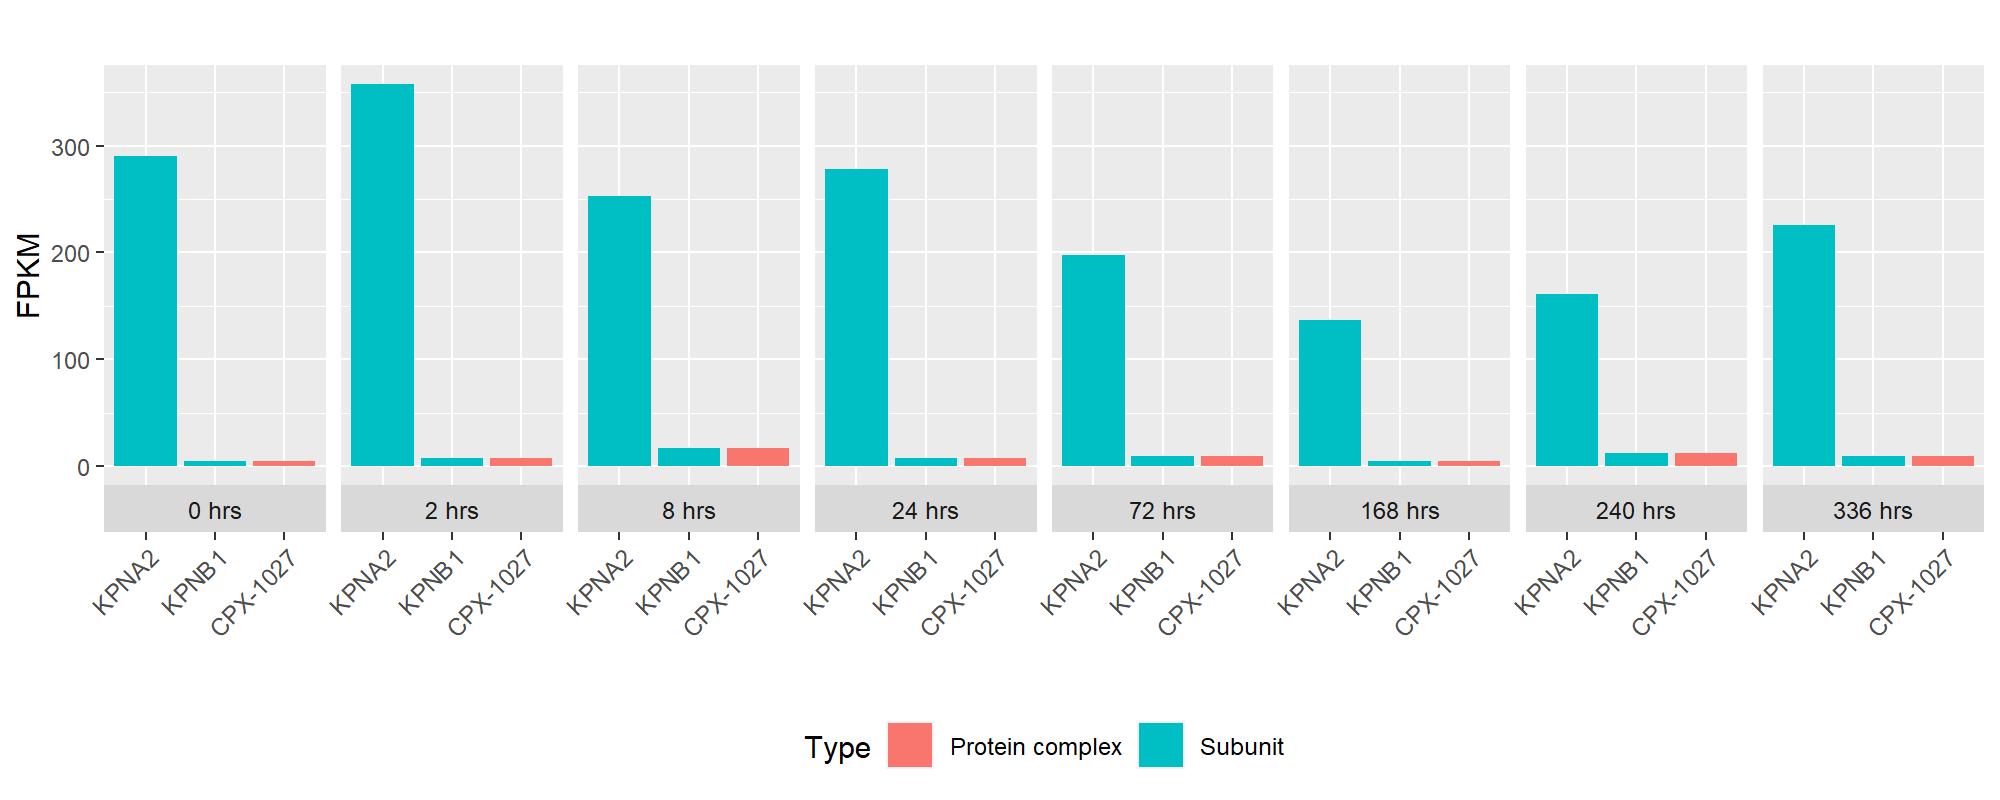 FPKM
300
200
100
0
0 hrs 2 hrs 8 hrs 24 hrs 72 hrs 168 hrs 240 hrs 336 hrs
KPNA2 KPNB1 CPX-1027 KPNA2 KPNB1 CPX-1027 KPNA2 KPNB1 CPX-1027 KPNA2 KPNB1 CPX-1027 KPNA2 KPNB1 CPX-1027 KPNA2 KPNB1 CPX-1027 KPNA2 KPNB1 CPX-1027 KPNA2 KPNB1 CPX-1027
Type Protein complex Subunit